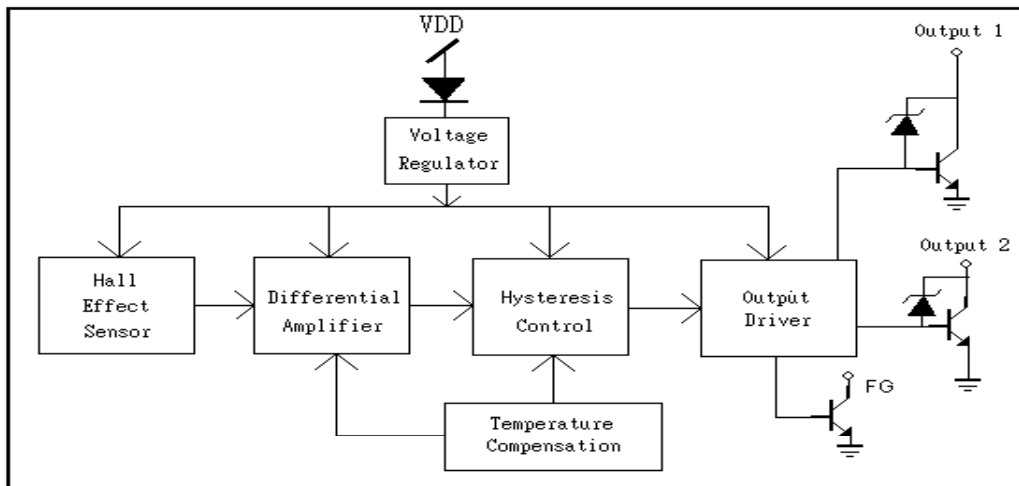 VDD
Output 1
Voltage
Regulator
Output 2
Hall
Effect
Sensor
Differential
Amplifier
Hysteresis
Control
Output
Driver
FG
Temperature
Compensation